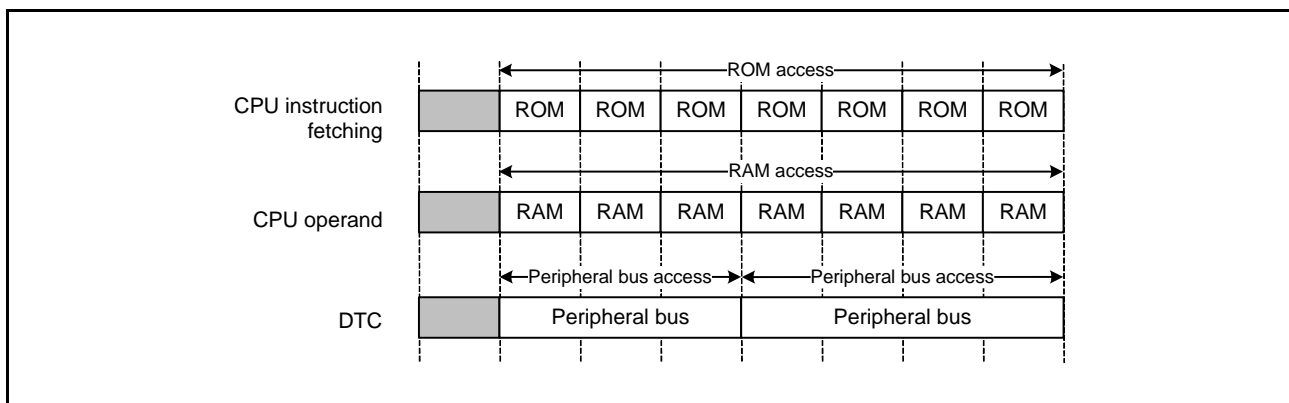 ROM access
CPU instruction
fetching
ROM ROM ROM ROM ROM ROM ROM
RAM access
CPU operand
RAM RAM RAM RAM RAM RAM RAM
Peripheral bus access Peripheral bus access
DTC
Peripheral bus Peripheral bus